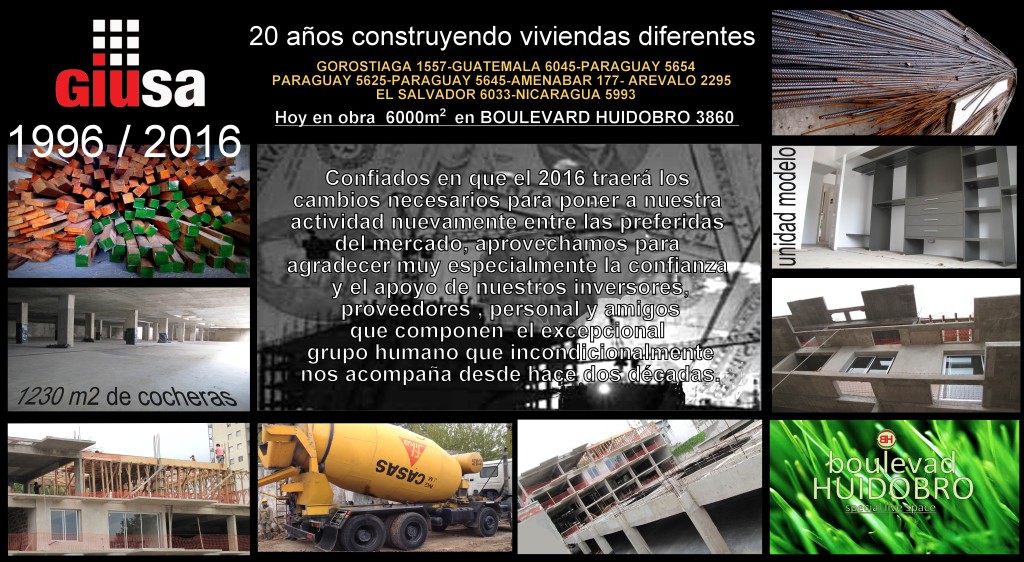 GIUSA
1996 / 2016
20 años construyendo viviendas diferentes
GOROSTIAGA 1557-GUATEMALA 6045-PARAGUAY 5654
PARAGUAY 5625-PARAGUAY 5645-AMENABAR 177- AREVALO 2295
EL SALVADOR 6033-NICARAGUA 5993
Hoy en obra 6000m² en BOULEVARD HUIDOBRO 3860
Confiados en que el 2016 traerá los
cambios necesarios para poner a nuestra
actividad nuevamente entre las preferidas
del mercado, aprovechamos para
agradecer muy especialmente la confianza
y el apoyo de nuestros inversores,
proveedores , personal y amigos
que componen el excepcional
grupo humano que incondicionalmente
nos acompaña desde hace dos décadas.
unidad modelo
1230 m2 de cocheras
CASAS
BH
boulevad
HUIDOBRO
special live space